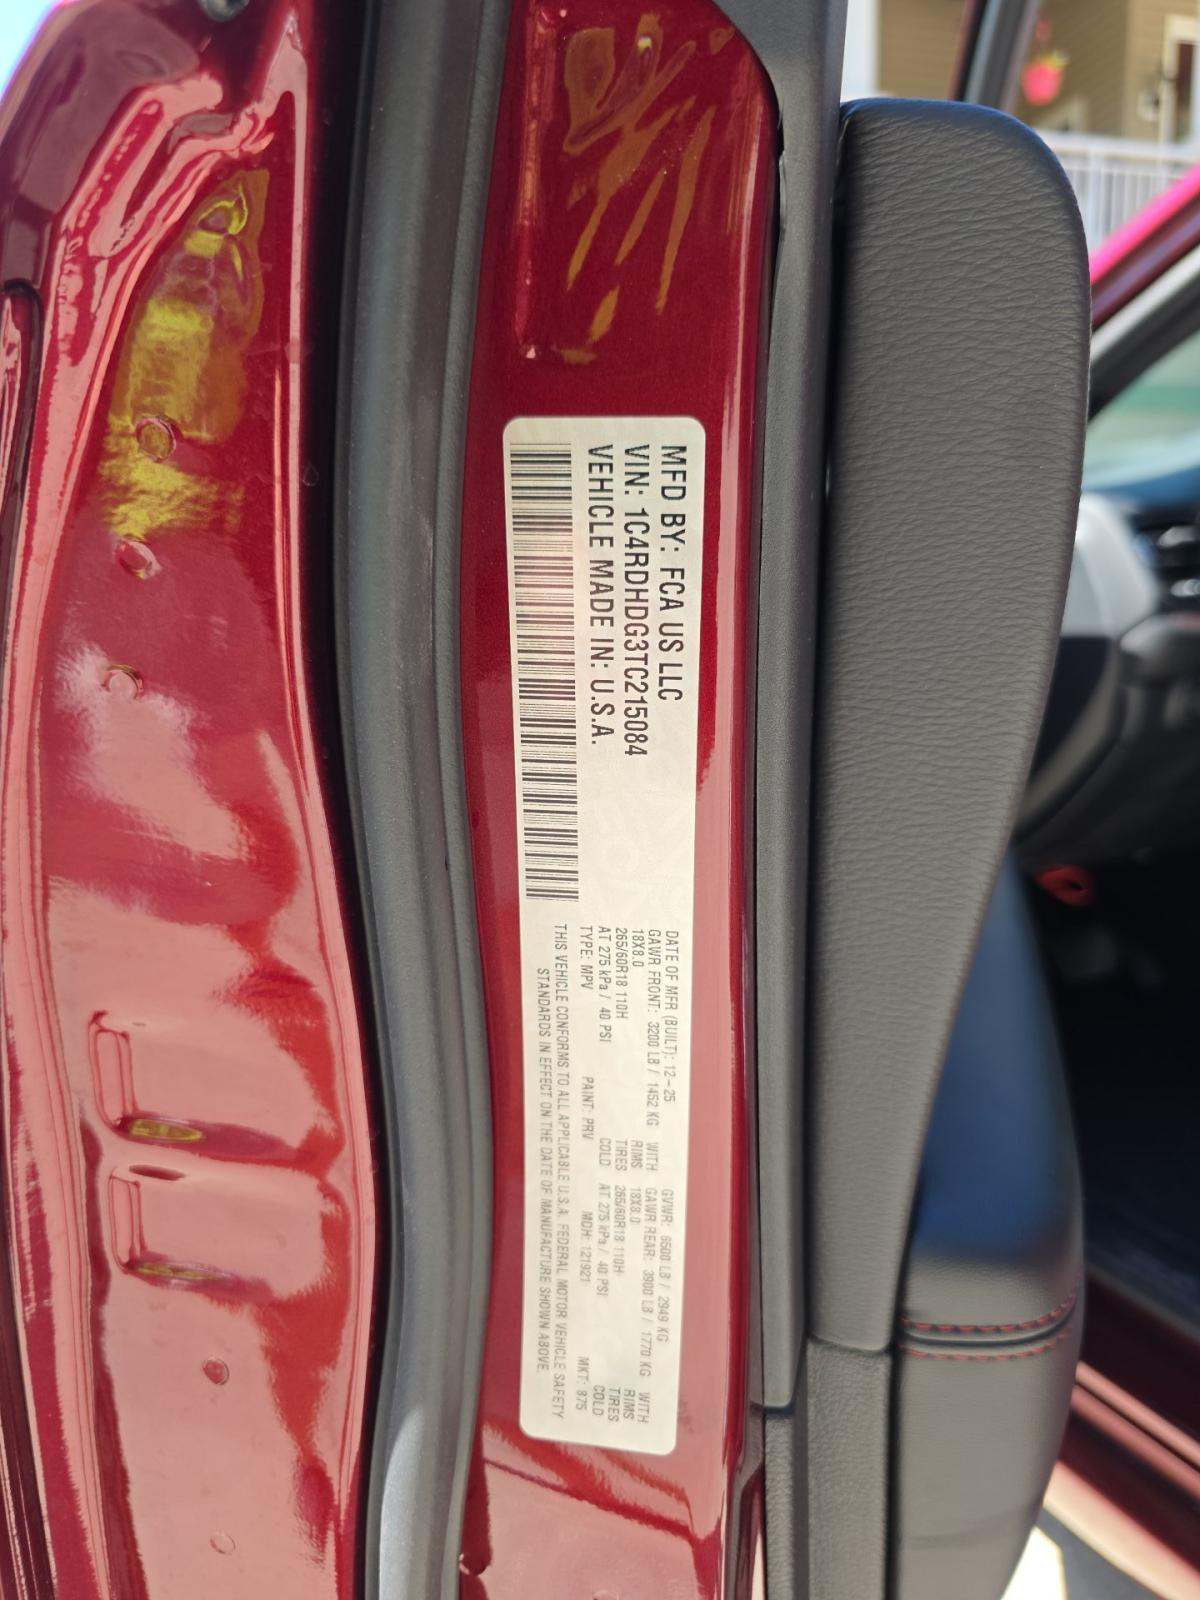 MFD BY: FCA US LLC
VIN: 1C4RDHDG3TC215084
VEHICLE MADE IN: U.S.A.
DATE OF MFR (BUILT): 12-25 GVWR: 6500 LB / 2949 KG
GAWR FRONT: 3200 LB / 1452 KG WITH GAWR REAR: 3900 LB / 1770 KG WITH
18X8.0 RIMS 18X8.0 RIMS
265/60R18 110H TIRES 265/60R18 110H TIRES
AT 275 kPa / 40 PSI COLD AT 275 kPa / 40 PSI COLD
TYPE: MPV PAINT: PRV MDH: 121921 MKT: 875
THIS VEHICLE CONFORMS TO ALL APPLICABLE U.S.A. FEDERAL MOTOR VEHICLE SAFETY
STANDARDS IN EFFECT ON THE DATE OF MANUFACTURE SHOWN ABOVE.